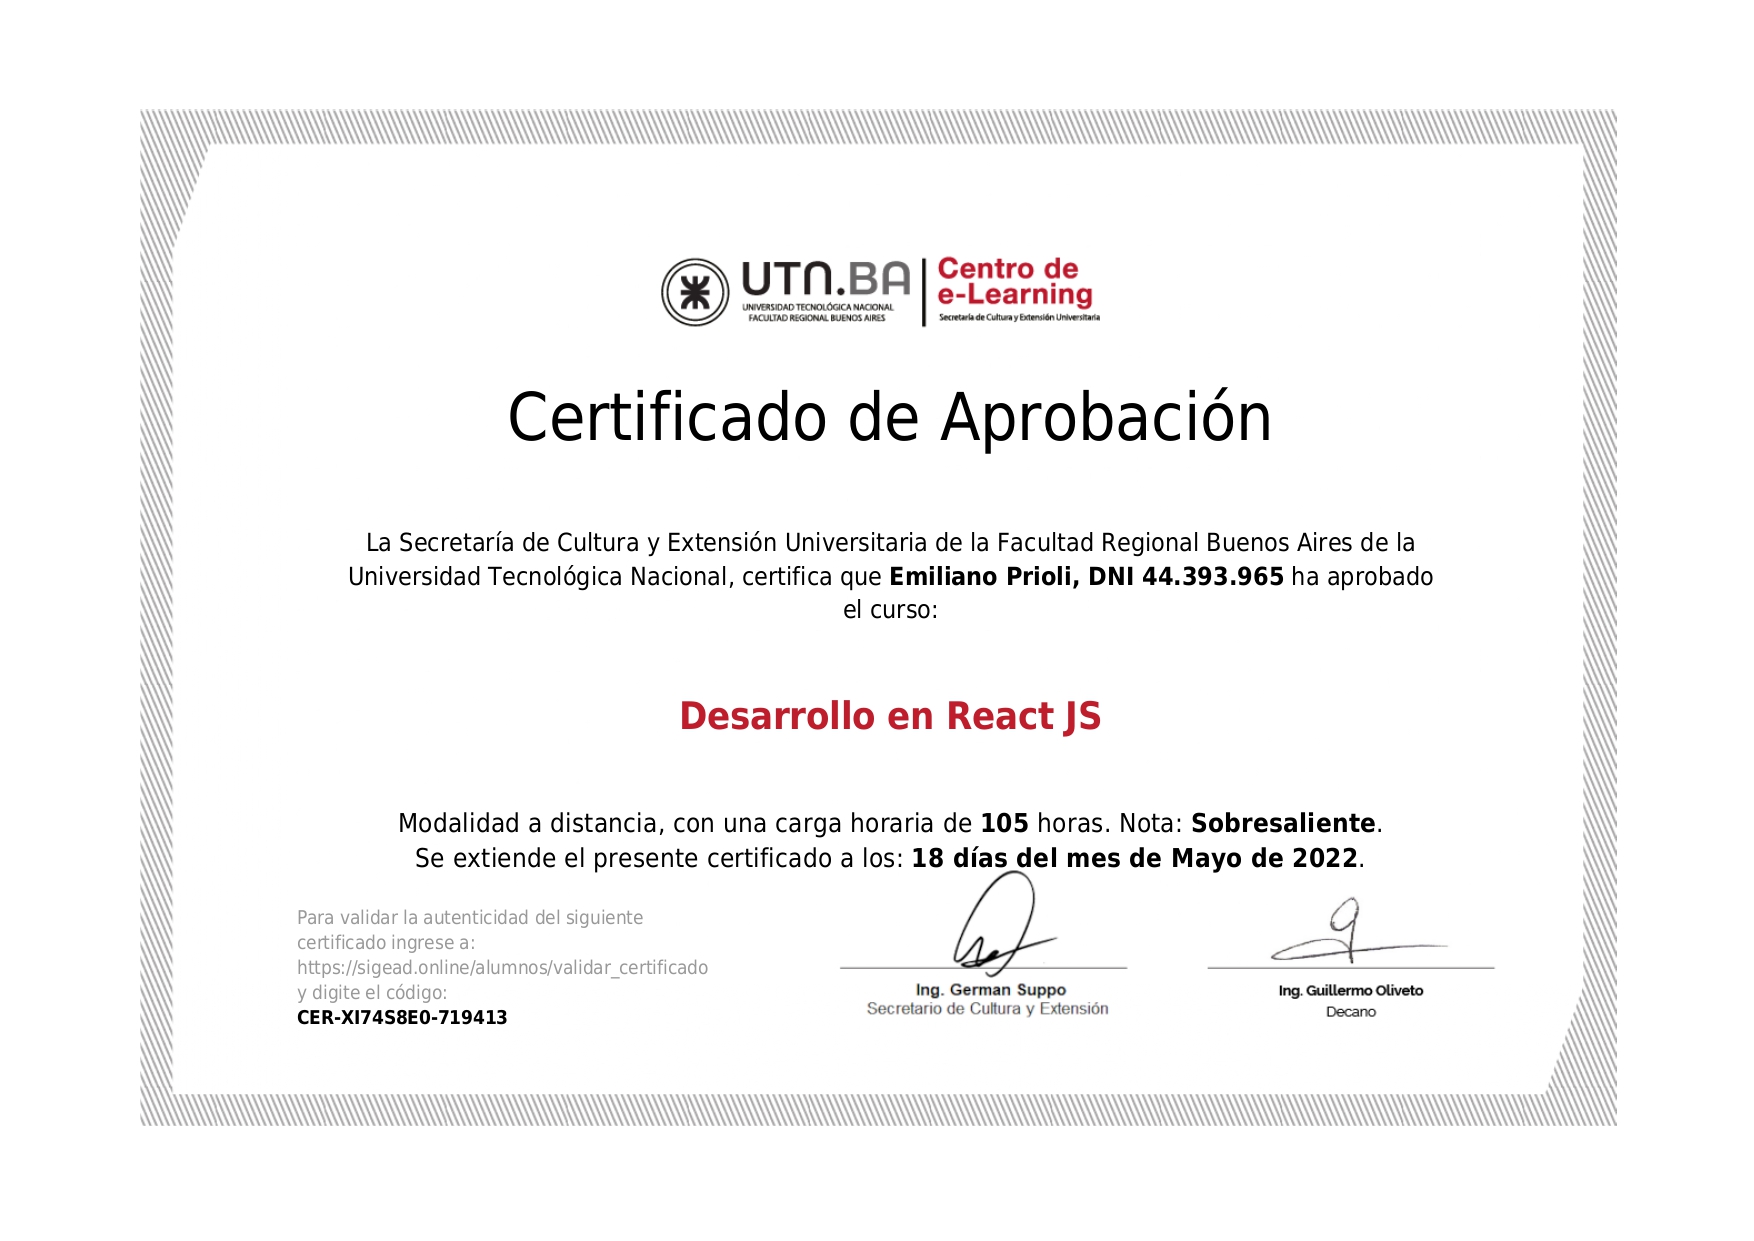 UTN.BA
UNIVERSIDAD TECNOLÓGICA NACIONAL
FACULTAD REGIONAL BUENOS AIRES
Centro de
e-Learning
Secretaría de Cultura y Extensión Universitaria
Certificado de Aprobación
La Secretaría de Cultura y Extensión Universitaria de la Facultad Regional Buenos Aires de la
Universidad Tecnológica Nacional, certifica que Emiliano Prioli, DNI 44.393.965 ha aprobado
el curso:
Desarrollo en React JS
Modalidad a distancia, con una carga horaria de 105 horas. Nota: Sobresaliente.
Se extiende el presente certificado a los: 18 días del mes de Mayo de 2022.
Para validar la autenticidad del siguiente
certificado ingrese a:
https://sigead.online/alumnos/validar_certificado
y digite el código:
CER-XI74S8E0-719413
Ing. German Suppo
Secretario de Cultura y Extensión
Ing. Guillermo Oliveto
Decano